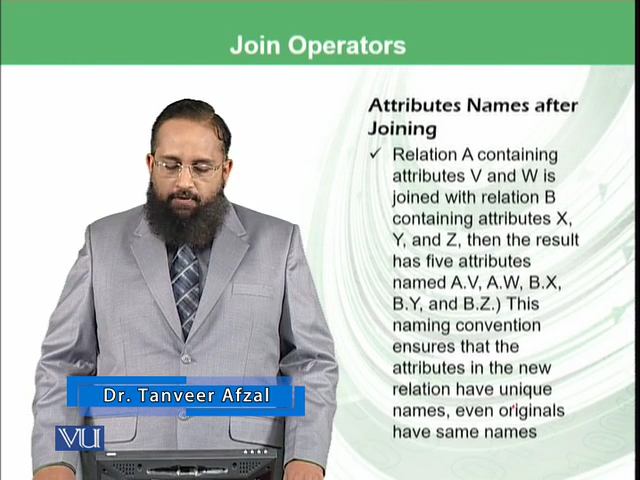 Join Operators
Attributes Names after
Joining
✓ Relation A containing
attributes V and W is
joined with relation B
containing attributes X,
Y, and Z, then the result
has five attributes
named A.V, A.W, B.X,
B.Y, and B.Z.) This
naming convention
ensures that the
attributes in the new
relation have unique
names, even originals
have same names
Dr. Tanveer Afzal
VU